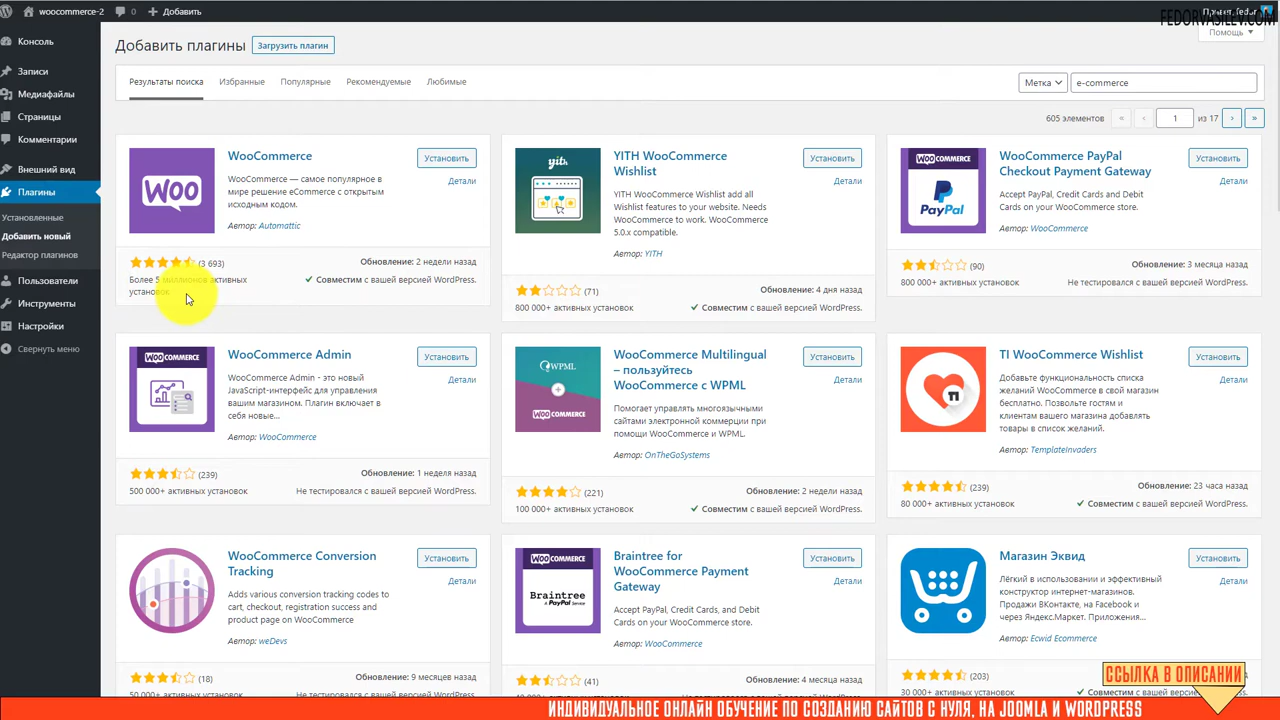 woocommerce-2
0
Добавить
FEDORVASILEV.COM
Помощь
Консоль
Записи
Медиафайлы
Страницы
Комментарии
Внешний вид
Плагины
Установленные
Добавить новый
Редактор плагинов
Пользователи
Инструменты
Настройки
Свернуть меню
Добавить плагины
Загрузить плагин
Результаты поиска
Избранные
Популярные
Рекомендуемые
Любимые
Метка
e-commerce
605 элементов « ‹ 1 из 17 › »
WOO
WooCommerce
Установить
Детали
WooCommerce — самое популярное в
мире решение eCommerce с открытым
исходным кодом.
Автор: Automattic
(3 693)
Обновление: 2 недели назад
Более 5 миллионов активных
установок
Совместим с вашей версией WordPress.
yith
YITH WooCommerce
Wishlist
Установить
Детали
YITH WooCommerce Wishlist add all
Wishlist features to your website. Needs
WooCommerce to work. WooCommerce
5.0.x compatible.
Автор: YITH
(71)
Обновление: 4 дня назад
800 000+ активных установок
Совместим с вашей версией WordPress.
WOOCOMMERCE
PayPal
WooCommerce PayPal
Checkout Payment Gateway
Установить
Детали
Accept PayPal, Credit Cards and Debit
Cards on your WooCommerce store.
Автор: WooCommerce
(90)
Обновление: 3 месяца назад
800 000+ активных установок
Не тестировался с вашей версией WordPress.
WOOCOMMERCE
WooCommerce Admin
Установить
Детали
WooCommerce Admin - это новый
JavaScript-интерфейс для управления
вашим магазином. Плагин включает в
себя новые...
Автор: WooCommerce
(239)
Обновление: 1 неделя назад
500 000+ активных установок
Не тестировался с вашей версией WordPress.
WPML
WOOCOMMERCE
WooCommerce Multilingual
– пользуйтесь
WooCommerce с WPML
Установить
Детали
Помогает управлять многоязычными
сайтами электронной коммерции при
помощи WooCommerce и WPML.
Автор: OnTheGoSystems
(221)
Обновление: 2 недели назад
100 000+ активных установок
Совместим с вашей версией WordPress.
TI WooCommerce Wishlist
Установить
Детали
Добавьте функциональность списка
желаний WooCommerce в свой магазин
бесплатно. Позвольте гостям и
клиентам вашего магазина добавлять
товары в список желаний.
Автор: TemplateInvaders
(239)
Обновление: 23 часа назад
80 000+ активных установок
Совместим с вашей версией WordPress.
WooCommerce Conversion
Tracking
Установить
Детали
Adds various conversion tracking codes to
cart, checkout, registration success and
product page on WooCommerce
Автор: weDevs
(18)
Обновление: 9 месяцев назад
WOOCOMMERCE
Braintree
A PayPal Service
Braintree for
WooCommerce Payment
Gateway
Установить
Детали
Accept PayPal, Credit Cards, and Debit
Cards on your WooCommerce store.
Автор: WooCommerce
(41)
Обновление: 4 месяца назад
Магазин Эквид
Установить
Детали
Лёгкий в использовании и эффективный
конструктор интернет-магазинов.
Продажи ВКонтакте, на Facebook и
через Яндекс.Маркет. Приложения...
Автор: Ecwid Ecommerce
(203)
30 000+ активных установок
ССЫЛКА В ОПИСАНИИ
ИНДИВИДУАЛЬНОЕ ОНЛАЙН ОБУЧЕНИЕ ПО СОЗДАНИЮ САЙТОВ С НУЛЯ, НА JOOMLA И WORDPRESS